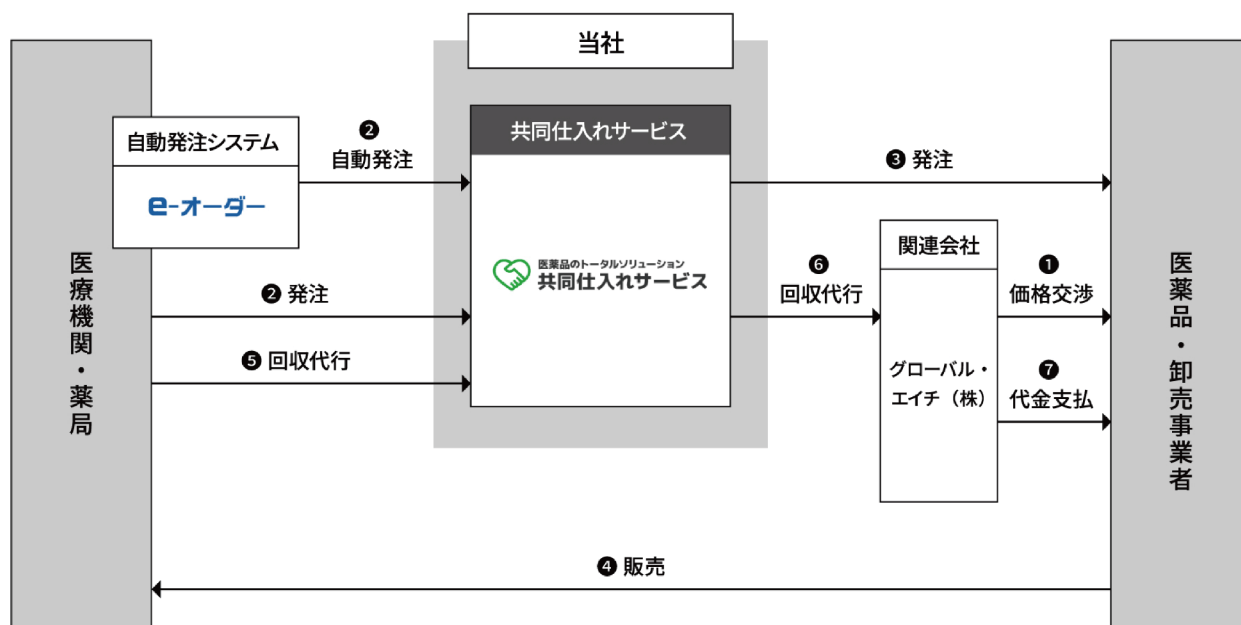 当社
医療機関・薬局
自動発注システム
e-オーダー
❷
自動発注
❷ 発注
❺ 回収代行
共同仕入れサービス
医薬品のトータルソリューション
共同仕入れサービス
❸ 発注
❻
回収代行
関連会社
グローバル・
エイチ（株）
❶
価格交渉
❼
代金支払
医薬品・卸売事業者
❹ 販売